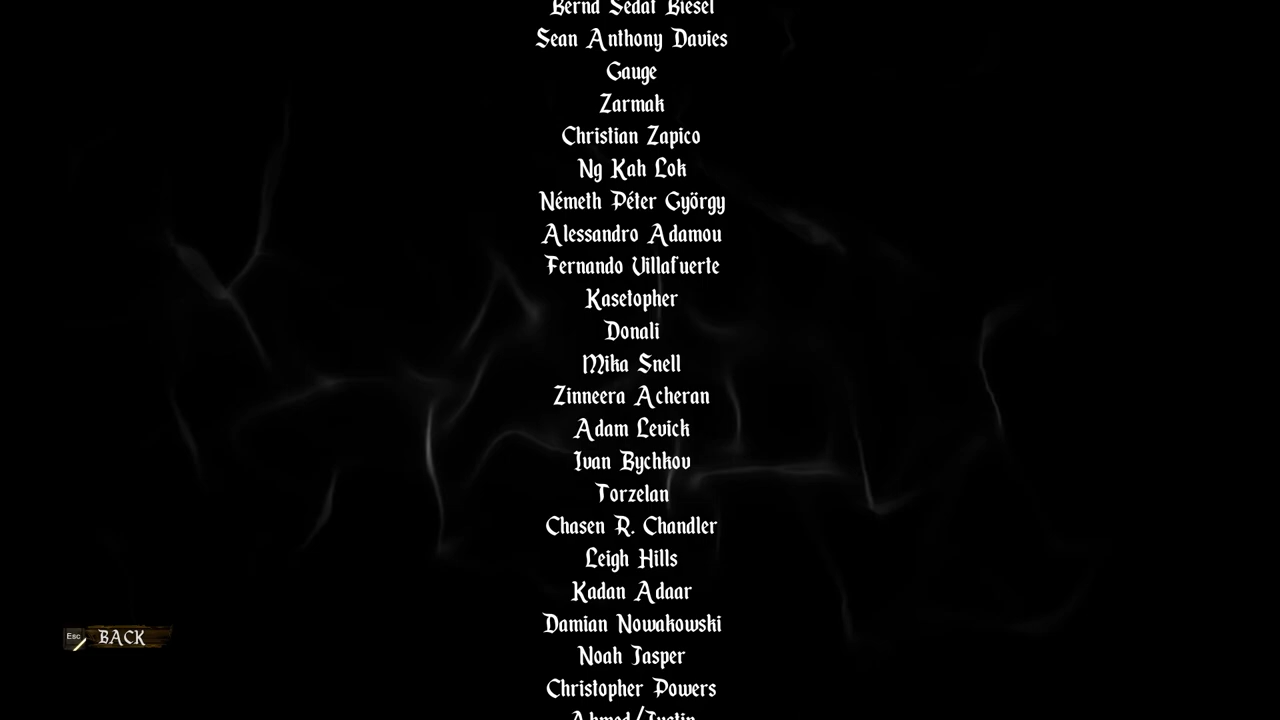 Bernd Sedat Biesel
Sean Anthony Davies
Gauge
Zarmak
Christian Zapico
Ng Kah Lok
Németh Péter György
Alessandro Adamou
Fernando Villafuerte
Kasetopher
Donali
Mika Snell
Zinneera Acheran
Adam Levick
Ivan Bychkov
Torzelan
Chasen R. Chandler
Leigh Hills
Kadan Adaar
Damian Nowakowski
Noah Jasper
Christopher Powers
Ahmed/Justin
Esc BACK